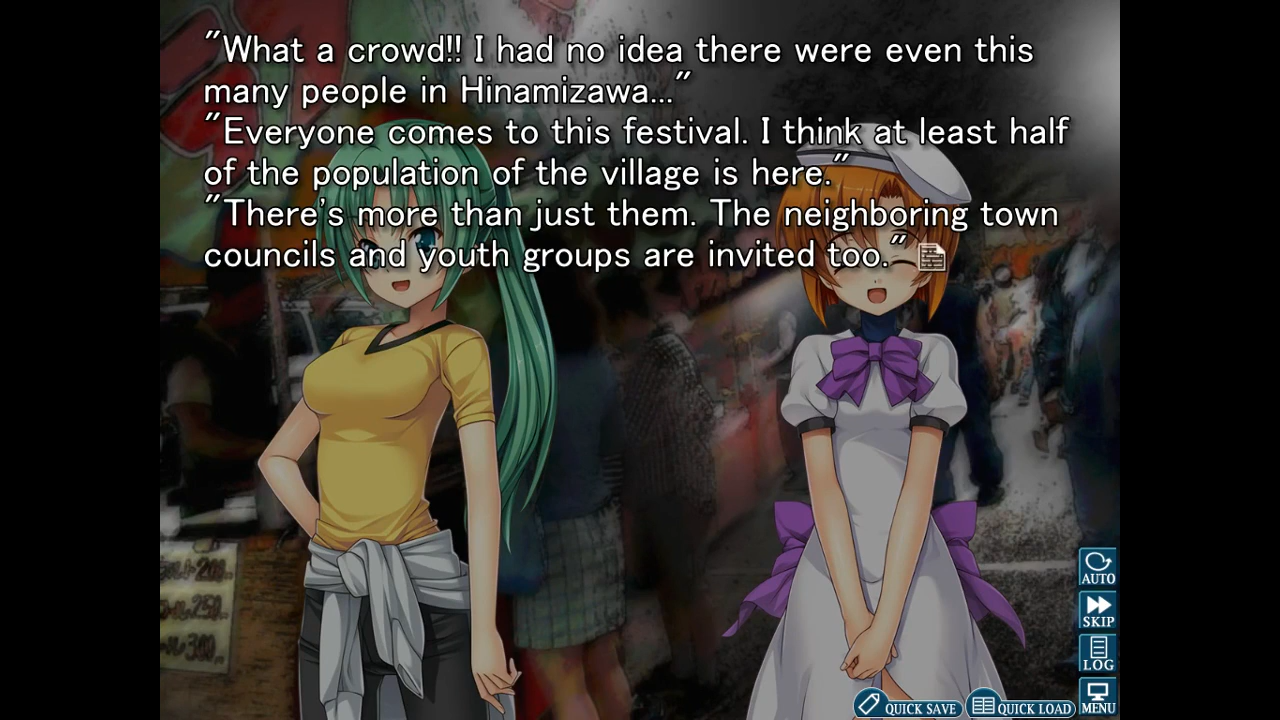 "What a crowd!! I had no idea there were even this
many people in Hinamizawa..."
"Everyone comes to this festival. I think at least half
of the population of the village is here."
"There's more than just them. The neighboring town
councils and youth groups are invited too."
AUTO
SKIP
LOG
MENU
QUICK SAVE
QUICK LOAD